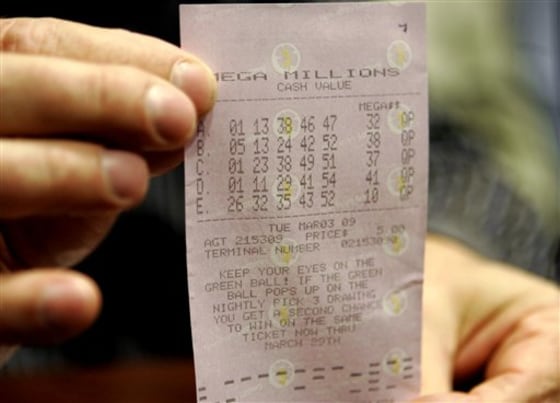 MEGA MILLIONS
CASH VALUE
MEGA##
A. 01 13 38 46 47 32 QP
B. 05 13 24 42 52 38 QP
C. 01 23 38 49 51 37 QP
D. 01 11 29 41 54 41 QP
E. 26 32 35 43 52 10 QP
TUE MAR03 09
AGT 215309 PRICE$ 5.00
TERMINAL NUMBER
KEEP YOUR EYES ON THE
GREEN BALL! IF THE GREEN
BALL POPS UP ON THE
NIGHTLY PICK 3 DRAWING
YOU GET A SECOND CHANCE
TO WIN ON THE SAME
TICKET NOW THRU
MARCH 29TH